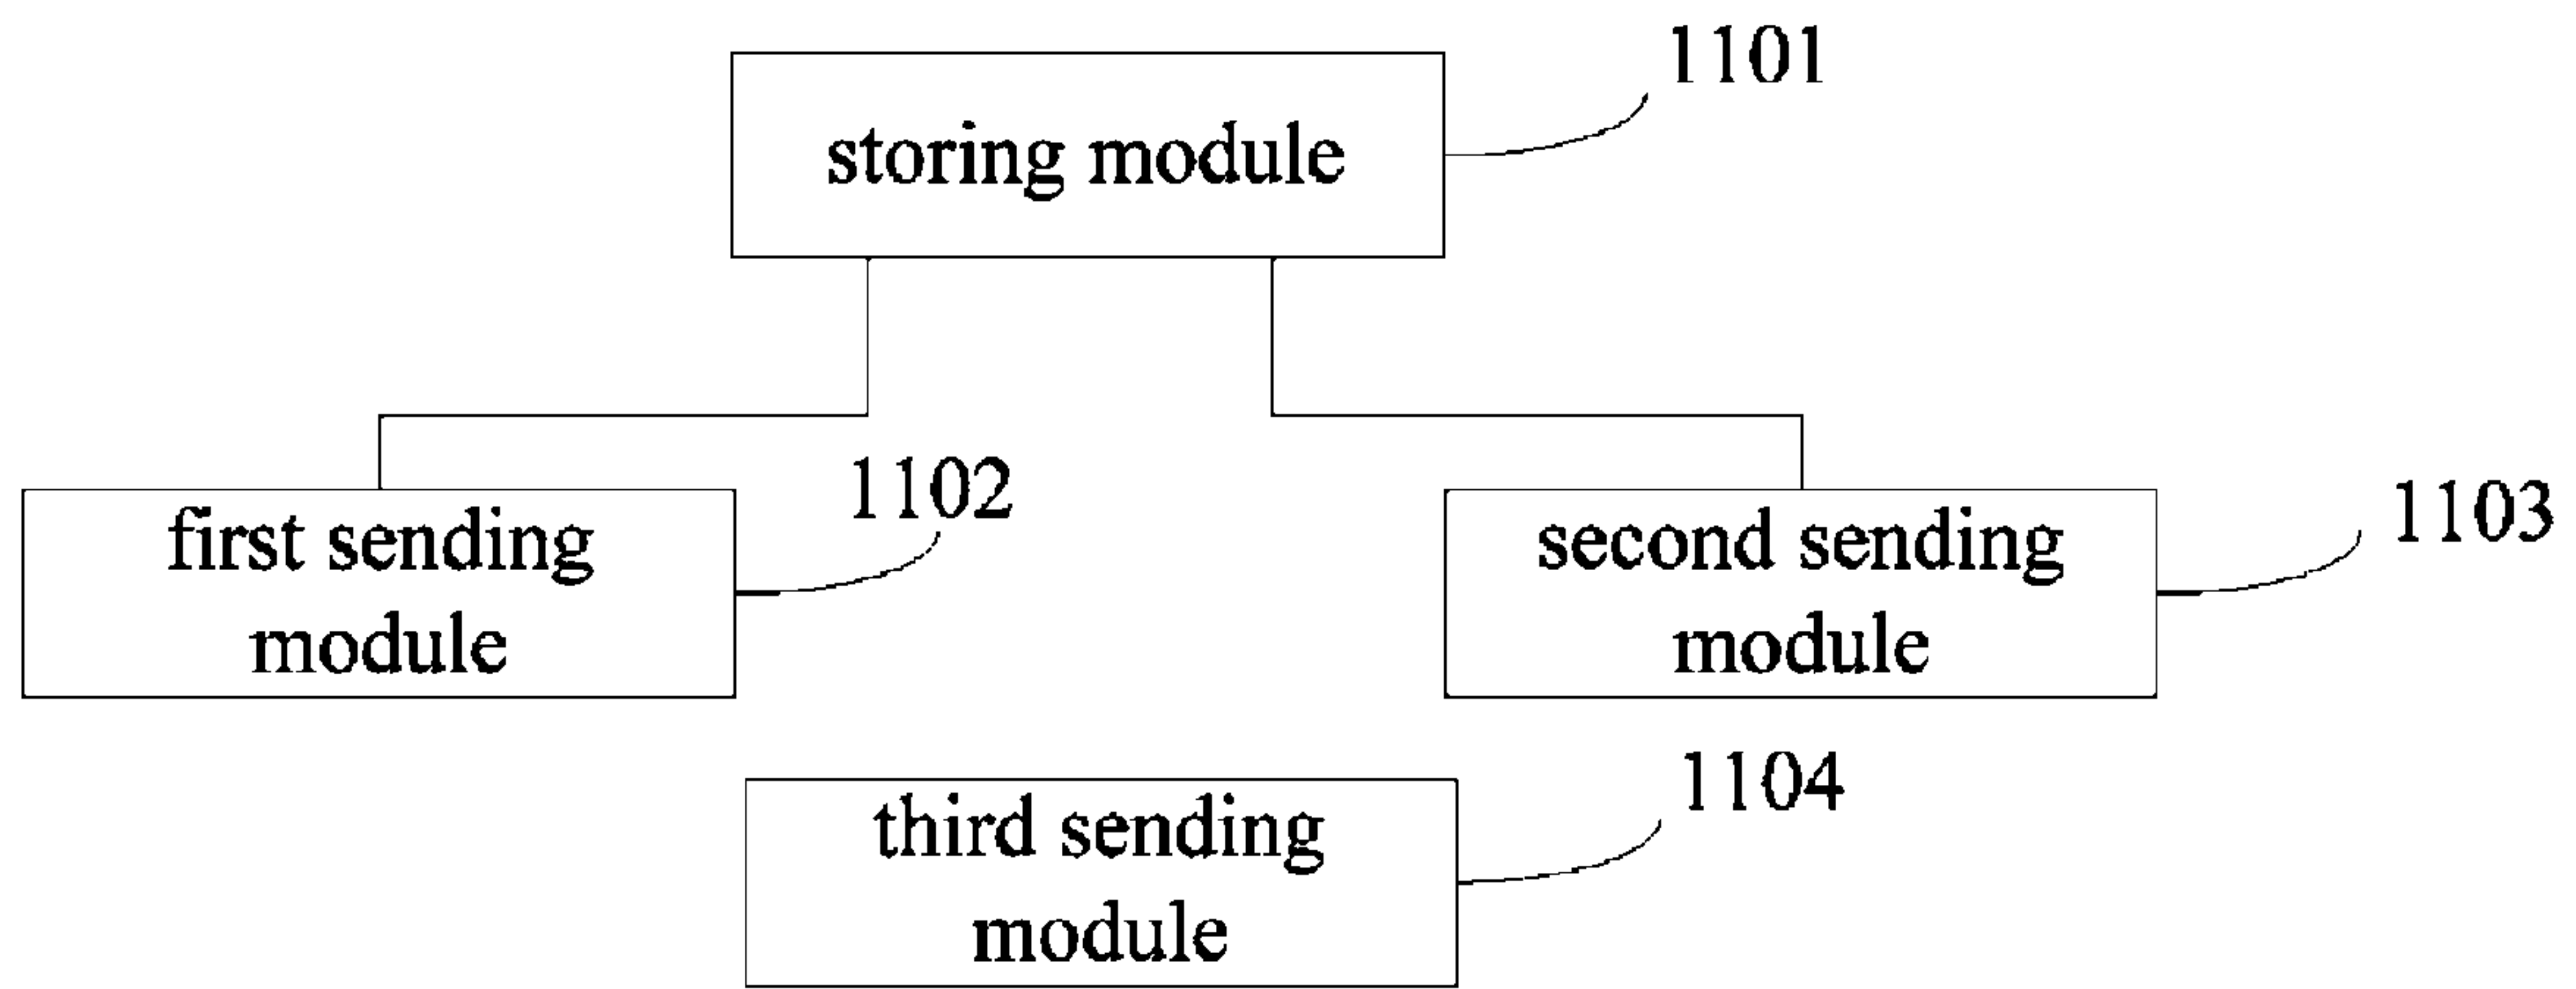 1101
storing module
1102
first sending
module
1103
second sending
module
1104
third sending
module